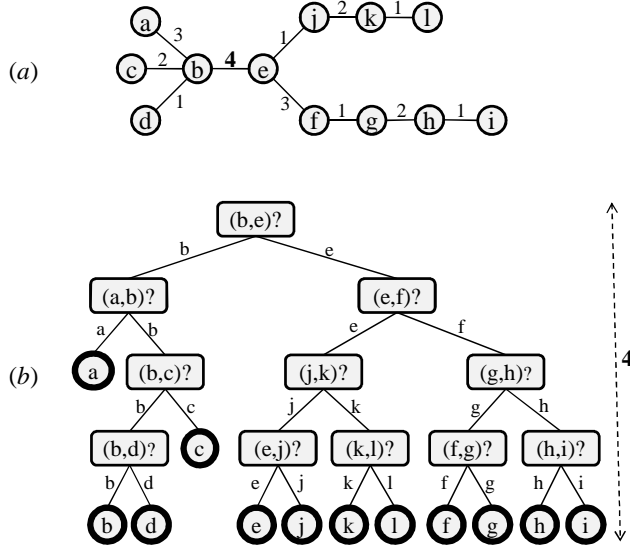 a
j 2 k 1 l
3
1
(a)
c 2 b 4 e
1
3
d
f 1 g 2 h 1 i
(b,e)?
b e
(a,b)? (e,f)?
a b e f
(b)
a (b,c)? (j,k)? (g,h)?
4
b c j k g h
(b,d)? c (e,j)? (k,l)? (f,g)? (h,i)?
b d e j k l f g h i
b d e j k l f g h i